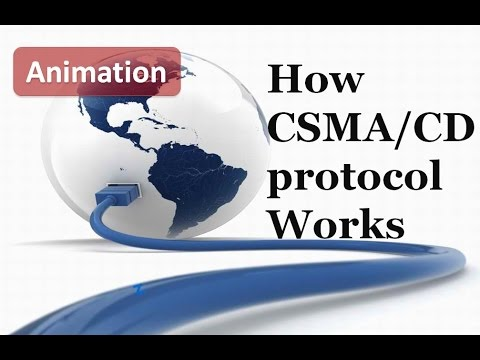 Animation
How
CSMA/CD
protocol
Works